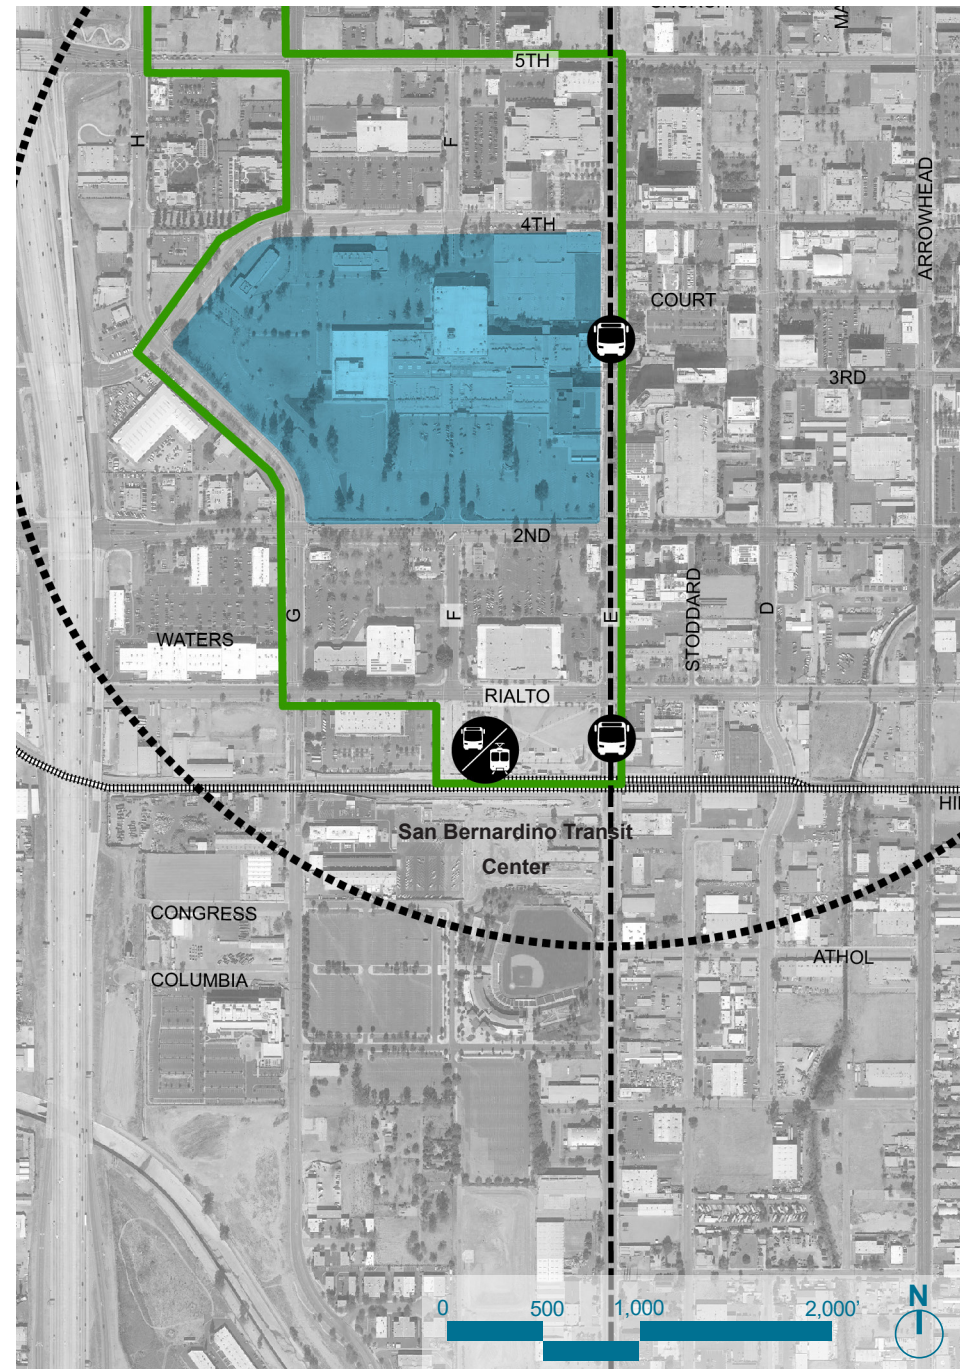 5TH
H
F
4TH
ARROWHEAD
COURT
3RD
2ND
G
F
E
STODDARD
D
WATERS
RIALTO
San Bernardino Transit
Center
CONGRESS
ATHOL
COLUMBIA
0 500 1,000 2,000'
N